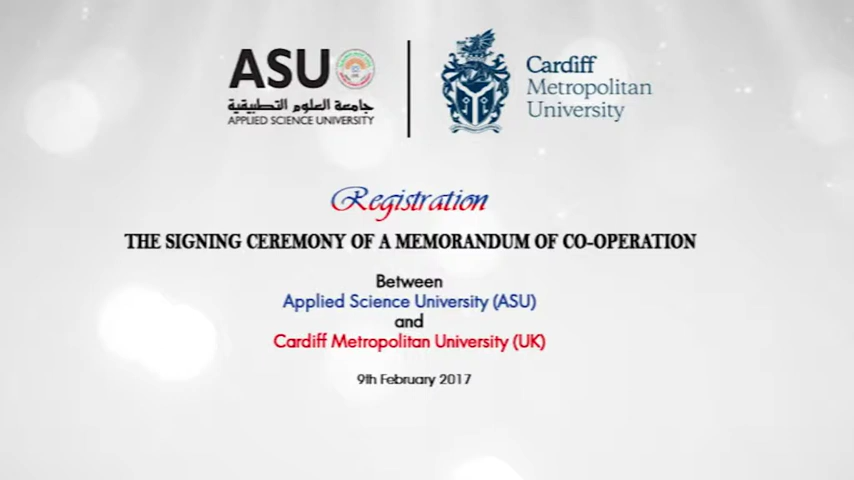 ASU
جامعة العلوم التطبيقية
APPLIED SCIENCE UNIVERSITY
Cardiff
Metropolitan
University
Registration
THE SIGNING CEREMONY OF A MEMORANDUM OF CO-OPERATION
Between
Applied Science University (ASU)
and
Cardiff Metropolitan University (UK)
9th February 2017